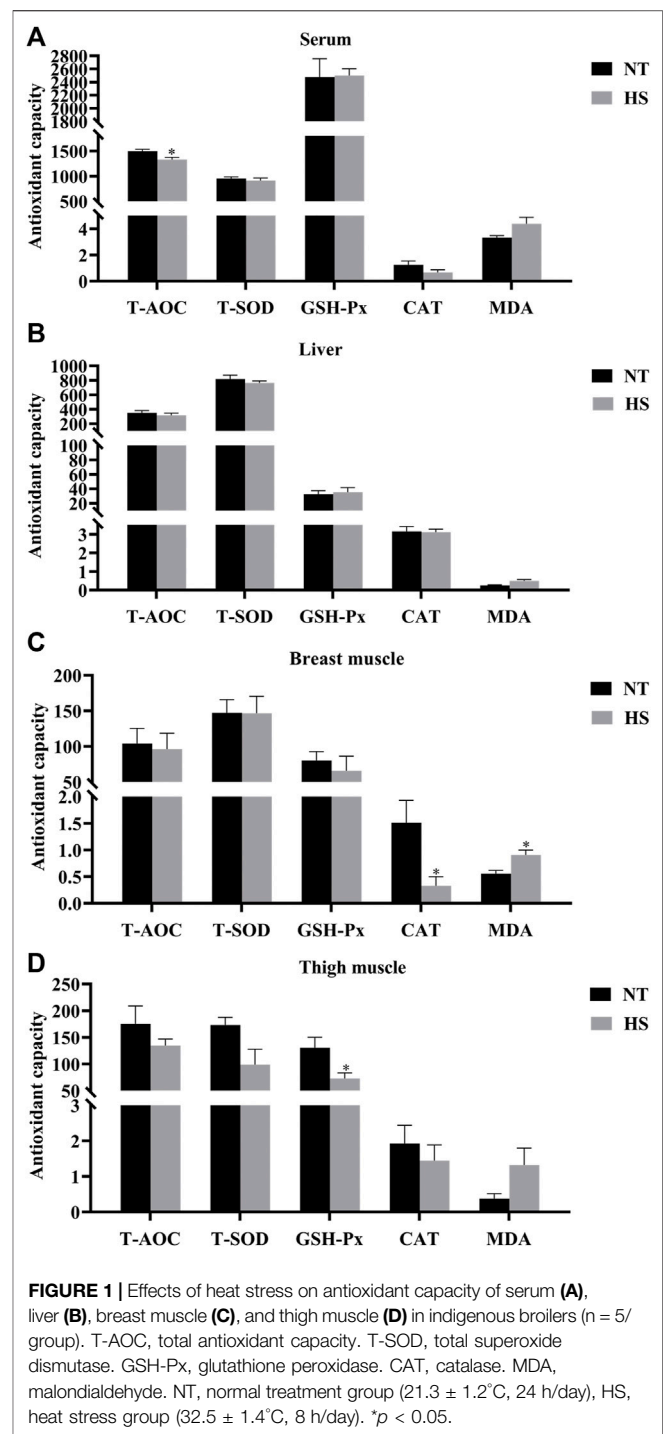 A
Serum
NT
HS
Antioxidant capacity
2800
2600
2400
2200
2000
1800
1500
1000
500
4
2
0
*
T-AOC T-SOD GSH-Px CAT MDA
B
Liver
NT
HS
Antioxidant capacity
1000
800
600
400
200
100
80
60
40
20
3
2
1
0
T-AOC T-SOD GSH-Px CAT MDA
C
Breast muscle
NT
HS
Antioxidant capacity
200
150
100
50
2.0
1.5
1.0
0.5
0.0
* *
T-AOC T-SOD GSH-Px CAT MDA
D
Thigh muscle
NT
HS
Antioxidant capacity
250
200
150
100
50
3
2
1
0
*
T-AOC T-SOD GSH-Px CAT MDA
FIGURE 1 | Effects of heat stress on antioxidant capacity of serum (A),
liver (B), breast muscle (C), and thigh muscle (D) in indigenous broilers (n = 5/
group). T-AOC, total antioxidant capacity. T-SOD, total superoxide
dismutase. GSH-Px, glutathione peroxidase. CAT, catalase. MDA,
malondialdehyde. NT, normal treatment group (21.3 ± 1.2°C, 24 h/day), HS,
heat stress group (32.5 ± 1.4°C, 8 h/day). *p < 0.05.